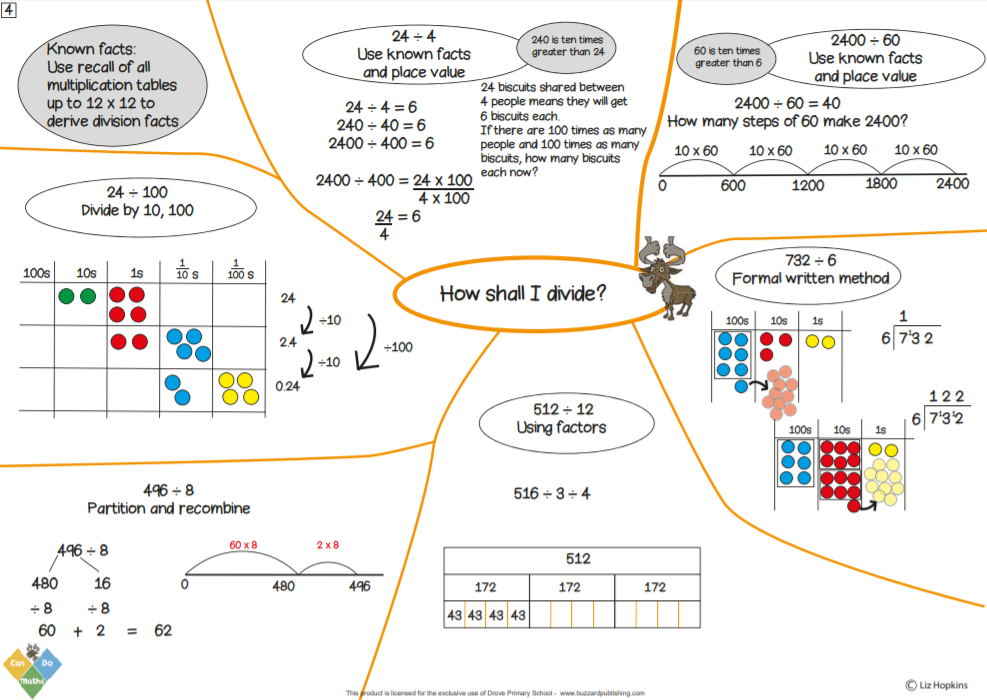 4
Known facts:
Use recall of all
multiplication tables
up to 12 x 12 to
derive division facts
24 ÷ 4
Use known facts
and place value
240 is ten times
greater than 24
24 ÷ 4 = 6
240 ÷ 40 = 6
2400 ÷ 400 = 6
2400 ÷ 400 = 24 x 100
4 x 100
24 = 6
4
24 biscuits shared between
4 people means they will get
6 biscuits each.
If there are 100 times as many
people and 100 times as many
biscuits, how many biscuits
each now?
60 is ten times
greater than 6
2400 ÷ 60
Use known facts
and place value
2400 ÷ 60 = 40
How many steps of 60 make 2400?
10 x 60 10 x 60 10 x 60 10 x 60
0 600 1200 1800 2400
24 ÷ 100
Divide by 10, 100
100s 10s 1s 1/10 s 1/100 s
24
÷10
2.4
÷100
÷10
0.24
How shall I divide?
732 ÷ 6
Formal written method
100s 10s 1s
1
6 7¹3 2
1 2 2
6 7¹3¹2
100s 10s 1s
512 ÷ 12
Using factors
516 ÷ 3 ÷ 4
512
172 172 172
43 43 43 43
496 ÷ 8
Partition and recombine
496 ÷ 8
480 16
÷ 8 ÷ 8
60 + 2 = 62
60 x 8 2 x 8
0 480 496
Can Do
Maths
This product is licensed for the exclusive use of Drove Primary School - www.buzzardpublishing.com
© Liz Hopkins